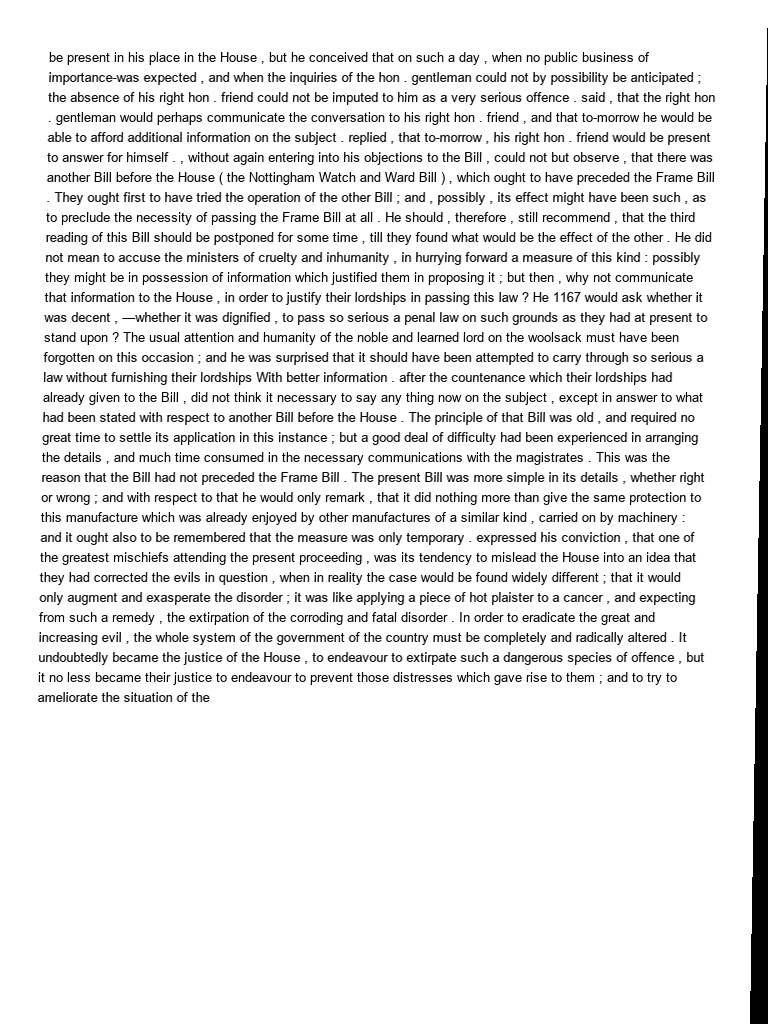 be present in his place in the House , but he conceived that on such a day , when no public business of
importance-was expected , and when the inquiries of the hon . gentleman could not by possibility be anticipated ;
the absence of his right hon . friend could not be imputed to him as a very serious offence . said , that the right hon
. gentleman would perhaps communicate the conversation to his right hon . friend , and that to-morrow he would be
able to afford additional information on the subject . replied , that to-morrow , his right hon . friend would be present
to answer for himself . , without again entering into his objections to the Bill , could not but observe , that there was
another Bill before the House ( the Nottingham Watch and Ward Bill ) , which ought to have preceded the Frame Bill
. They ought first to have tried the operation of the other Bill ; and , possibly , its effect might have been such , as
to preclude the necessity of passing the Frame Bill at all . He should , therefore , still recommend , that the third
reading of this Bill should be postponed for some time , till they found what would be the effect of the other . He did
not mean to accuse the ministers of cruelty and inhumanity , in hurrying forward a measure of this kind : possibly
they might be in possession of information which justified them in proposing it ; but then , why not communicate
that information to the House , in order to justify their lordships in passing this law ? He 1167 would ask whether it
was decent , —whether it was dignified , to pass so serious a penal law on such grounds as they had at present to
stand upon ? The usual attention and humanity of the noble and learned lord on the woolsack must have been
forgotten on this occasion ; and he was surprised that it should have been attempted to carry through so serious a
law without furnishing their lordships With better information . after the countenance which their lordships had
already given to the Bill , did not think it necessary to say any thing now on the subject , except in answer to what
had been stated with respect to another Bill before the House . The principle of that Bill was old , and required no
great time to settle its application in this instance ; but a good deal of difficulty had been experienced in arranging
the details , and much time consumed in the necessary communications with the magistrates . This was the
reason that the Bill had not preceded the Frame Bill . The present Bill was more simple in its details , whether right
or wrong ; and with respect to that he would only remark , that it did nothing more than give the same protection to
this manufacture which was already enjoyed by other manufactures of a similar kind , carried on by machinery :
and it ought also to be remembered that the measure was only temporary . expressed his conviction , that one of
the greatest mischiefs attending the present proceeding , was its tendency to mislead the House into an idea that
they had corrected the evils in question , when in reality the case would be found widely different ; that it would
only augment and exasperate the disorder ; it was like applying a piece of hot plaister to a cancer , and expecting
from such a remedy , the extirpation of the corroding and fatal disorder . In order to eradicate the great and
increasing evil , the whole system of the government of the country must be completely and radically altered . It
undoubtedly became the justice of the House , to endeavour to extirpate such a dangerous species of offence , but
it no less became their justice to endeavour to prevent those distresses which gave rise to them ; and to try to
ameliorate the situation of the